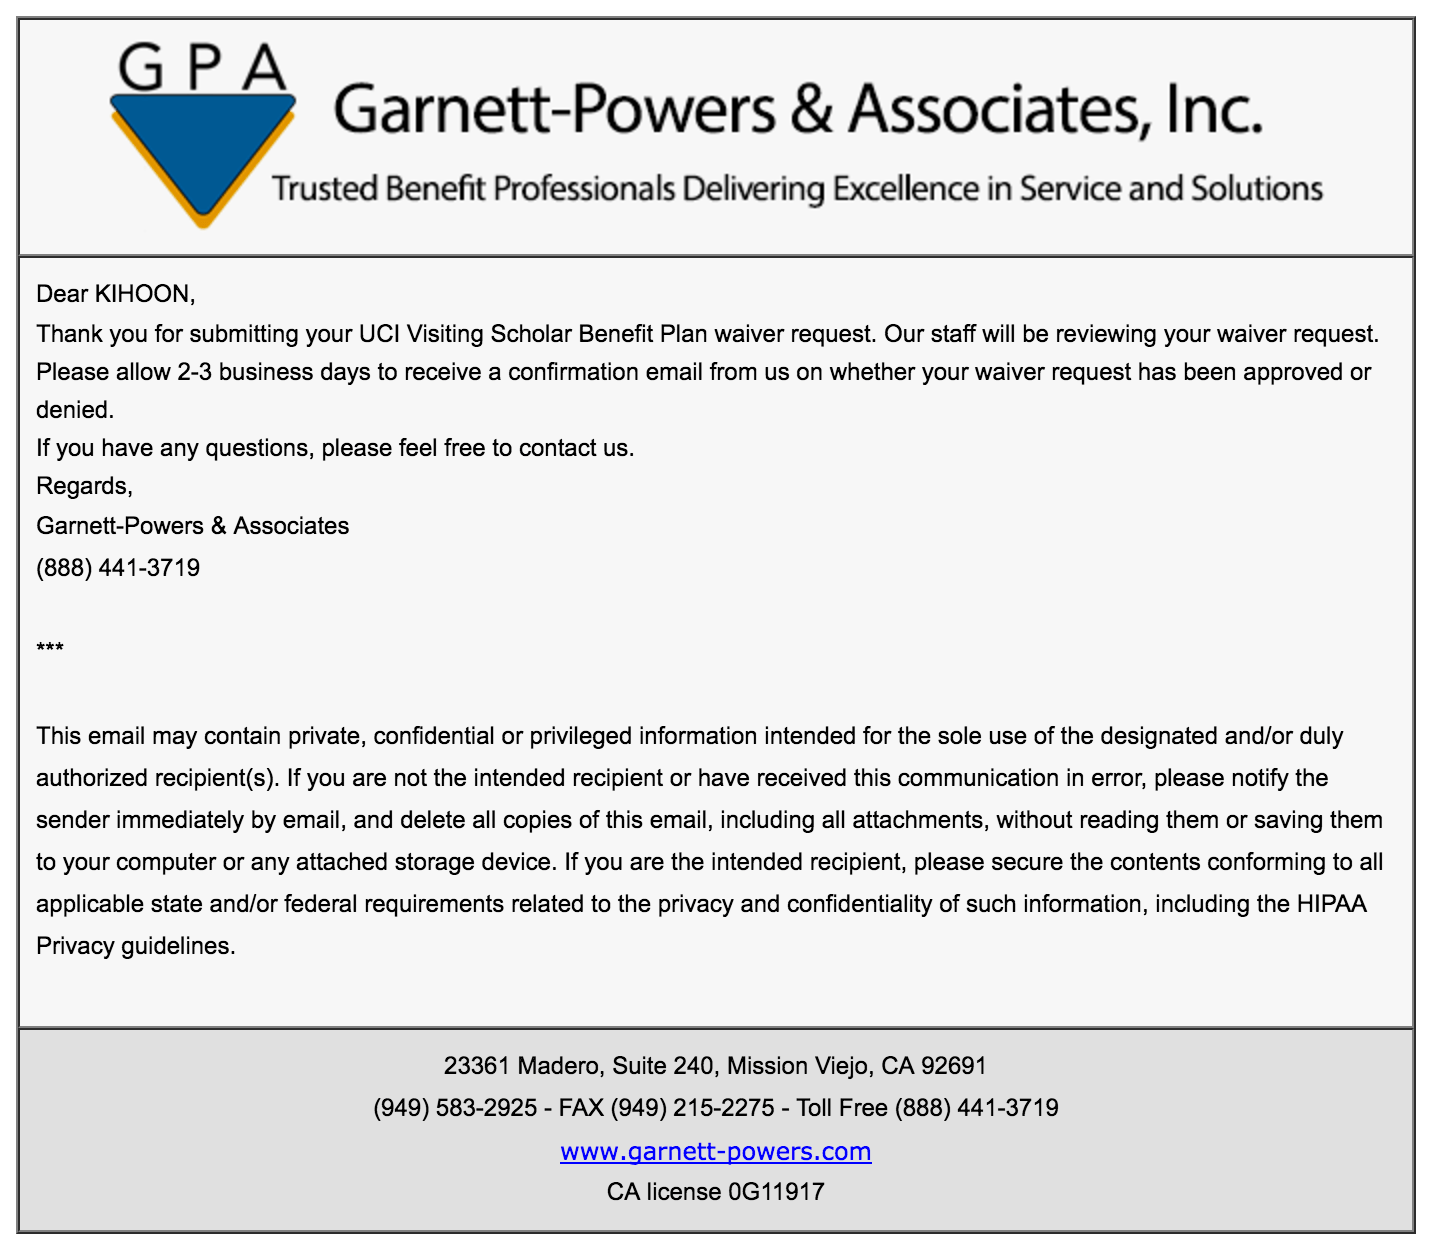 G P A
Garnett-Powers & Associates, Inc.
Trusted Benefit Professionals Delivering Excellence in Service and Solutions
Dear KIHOON,
Thank you for submitting your UCI Visiting Scholar Benefit Plan waiver request. Our staff will be reviewing your waiver request.
Please allow 2-3 business days to receive a confirmation email from us on whether your waiver request has been approved or
denied.
If you have any questions, please feel free to contact us.
Regards,
Garnett-Powers & Associates
(888) 441-3719
***
This email may contain private, confidential or privileged information intended for the sole use of the designated and/or duly
authorized recipient(s). If you are not the intended recipient or have received this communication in error, please notify the
sender immediately by email, and delete all copies of this email, including all attachments, without reading them or saving them
to your computer or any attached storage device. If you are the intended recipient, please secure the contents conforming to all
applicable state and/or federal requirements related to the privacy and confidentiality of such information, including the HIPAA
Privacy guidelines.
23361 Madero, Suite 240, Mission Viejo, CA 92691
(949) 583-2925 - FAX (949) 215-2275 - Toll Free (888) 441-3719
www.garnett-powers.com
CA license 0G11917